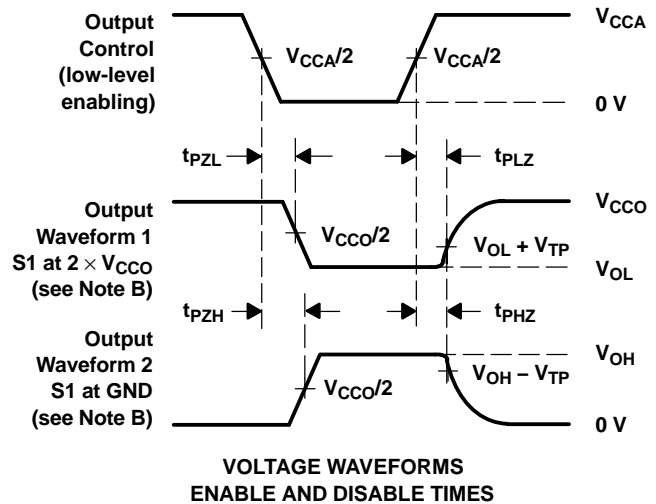 Output
Control
(low-level
enabling)
V_CCA/2
V_CCA/2
V_CCA
0 V
t_PZL
t_PLZ
Output
Waveform 1
S1 at 2 × V_CCO
(see Note B)
V_CCO/2
V_CCO
V_OL + V_TP
V_OL
t_PZH
t_PHZ
Output
Waveform 2
S1 at GND
(see Note B)
V_CCO/2
V_OH
V_OH − V_TP
0 V
VOLTAGE WAVEFORMS
ENABLE AND DISABLE TIMES